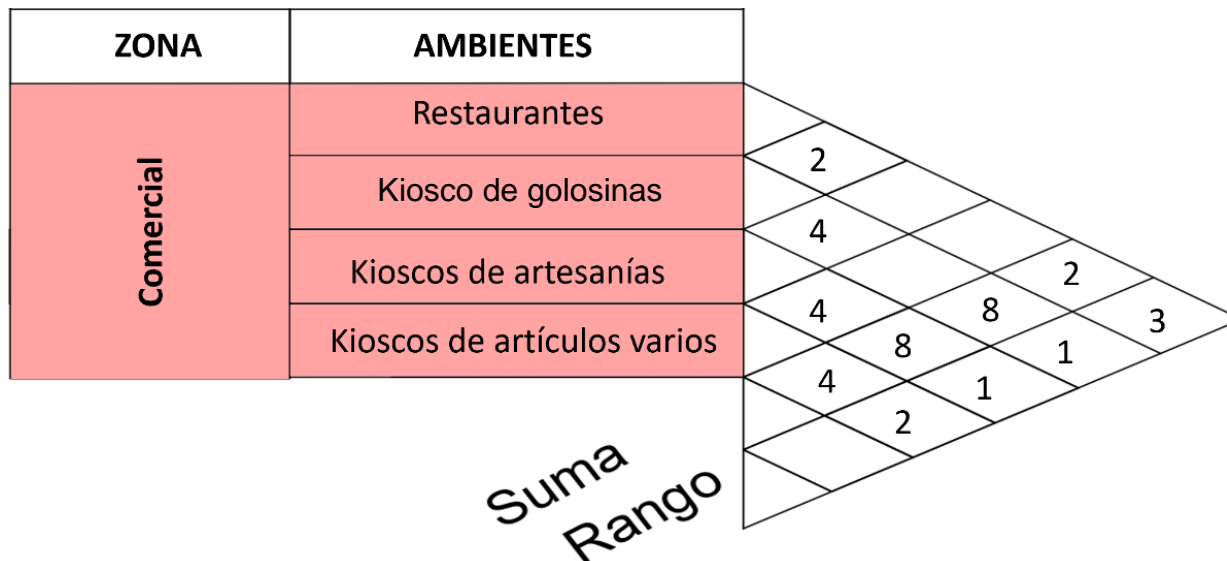 ZONA
AMBIENTES
Comercial
Restaurantes
Kiosco de golosinas
Kioscos de artesanías
Kioscos de artículos varios
2
4
2
4
8
3
8
1
4
1
2
Suma
Rango